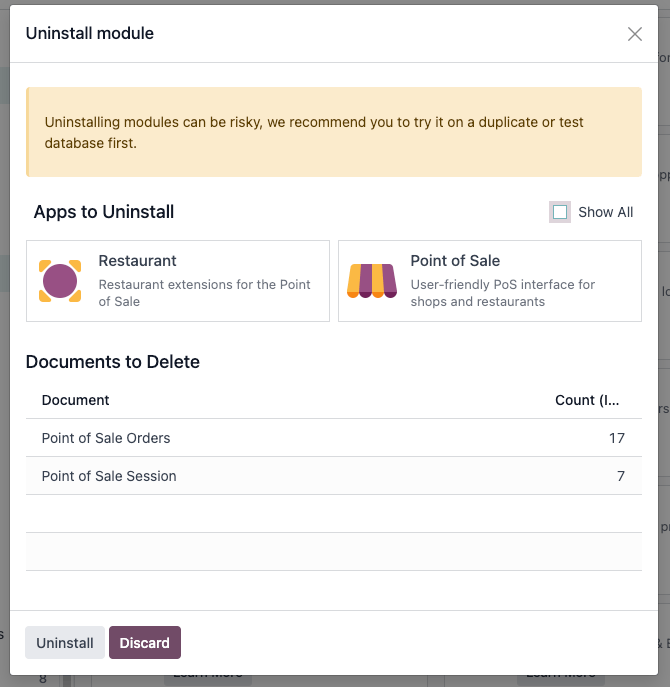 Uninstall module
Uninstalling modules can be risky, we recommend you to try it on a duplicate or test
database first.
Apps to Uninstall
Show All
Restaurant
Restaurant extensions for the Point
of Sale
Point of Sale
User-friendly PoS interface for
shops and restaurants
Documents to Delete
Document Count (I...
Point of Sale Orders 17
Point of Sale Session 7
Uninstall Discard
8